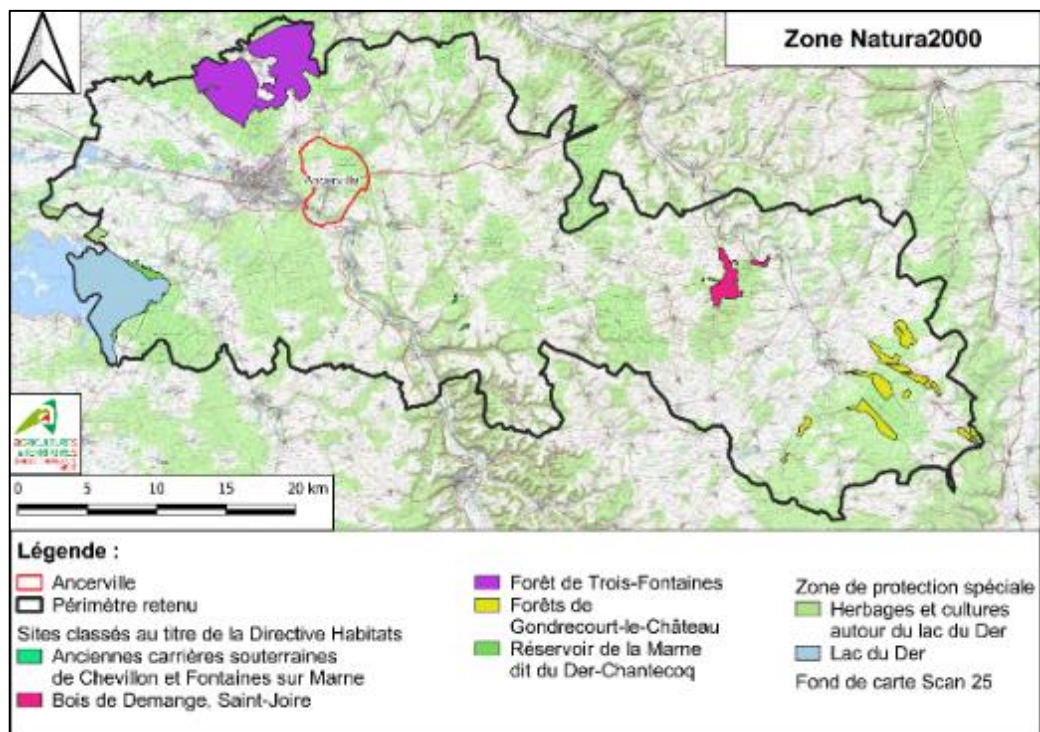 Zone Natura2000
Ancerville
AGRICULTURES
& TERRITOIRES
0 5 10 15 20 km
Légende :
Ancerville
Périmètre retenu
Sites classés au titre de la Directive Habitats
Anciennes carrières souterraines
de Chevillon et Fontaines sur Marne
Bois de Demange, Saint-Joire
Forêt de Trois-Fontaines
Forêts de
Gondrecourt-le-Château
Réservoir de la Marne
dit du Der-Chantecoq
Zone de protection spéciale
Herbages et cultures
autour du lac du Der
Lac du Der
Fond de carte Scan 25